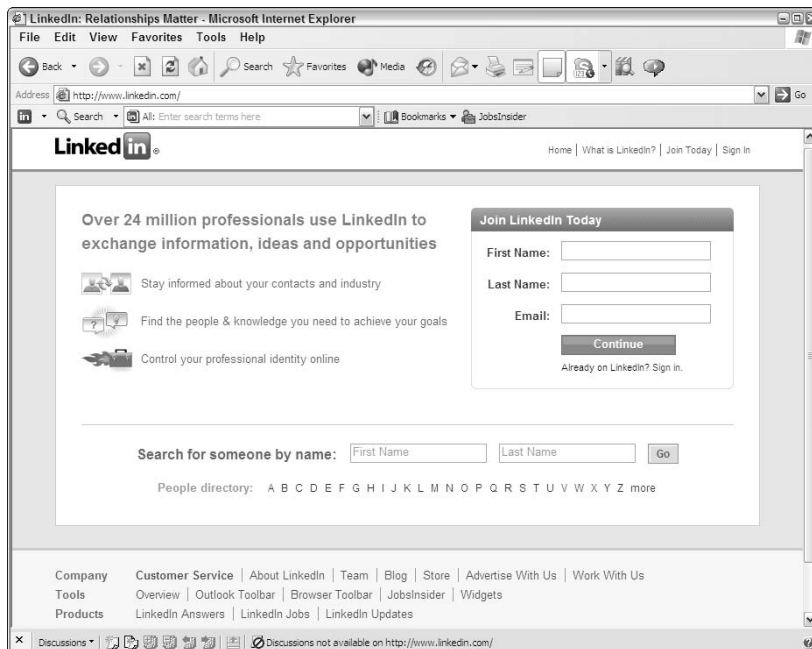 LinkedIn: Relationships Matter - Microsoft Internet Explorer
File Edit View Favorites Tools Help
Back Search Favorites Media
Address http://www.linkedin.com/ Go
in Search All: Enter search terms here Bookmarks JobsInsider
Linked in ®
Home | What is LinkedIn? | Join Today | Sign In
Over 24 million professionals use LinkedIn to
exchange information, ideas and opportunities
Stay informed about your contacts and industry
Find the people & knowledge you need to achieve your goals
Control your professional identity online
Join LinkedIn Today
First Name:
Last Name:
Email:
Continue
Already on LinkedIn? Sign in.
Search for someone by name: First Name Last Name Go
People directory: A B C D E F G H I J K L M N O P Q R S T U V W X Y Z more
Company Customer Service | About LinkedIn | Team | Blog | Store | Advertise With Us | Work With Us
Tools Overview | Outlook Toolbar | Browser Toolbar | JobsInsider | Widgets
Products LinkedIn Answers | LinkedIn Jobs | LinkedIn Updates
Discussions Discussions not available on http://www.linkedin.com/